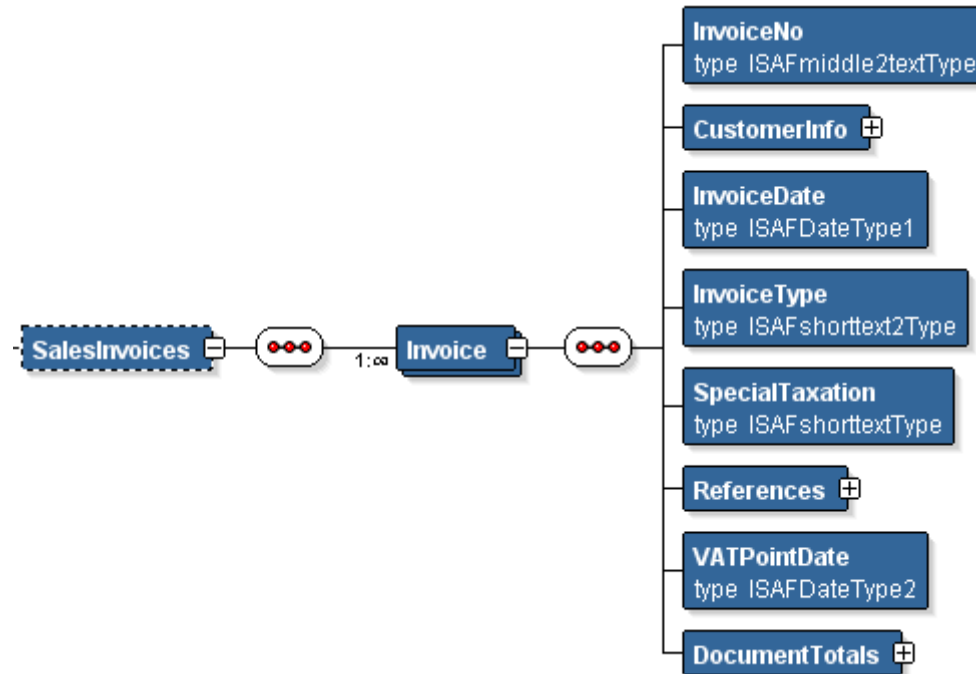 InvoiceNo
type ISAFmiddle2textType
CustomerInfo
InvoiceDate
type ISAFDateType1
InvoiceType
type ISAFshorttext2Type
SalesInvoices
1:∞
Invoice
SpecialTaxation
type ISAFshorttextType
References
VATPointDate
type ISAFDateType2
DocumentTotals